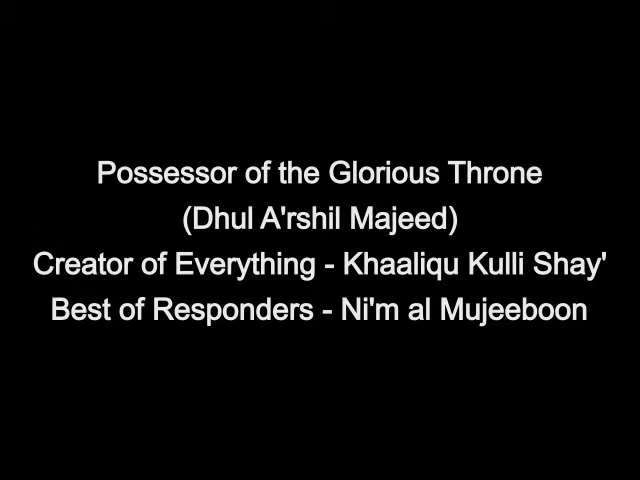 Possessor of the Glorious Throne
(Dhul A'rshil Majeed)
Creator of Everything - Khaaliqu Kulli Shay'
Best of Responders - Ni'm al Mujeeboon